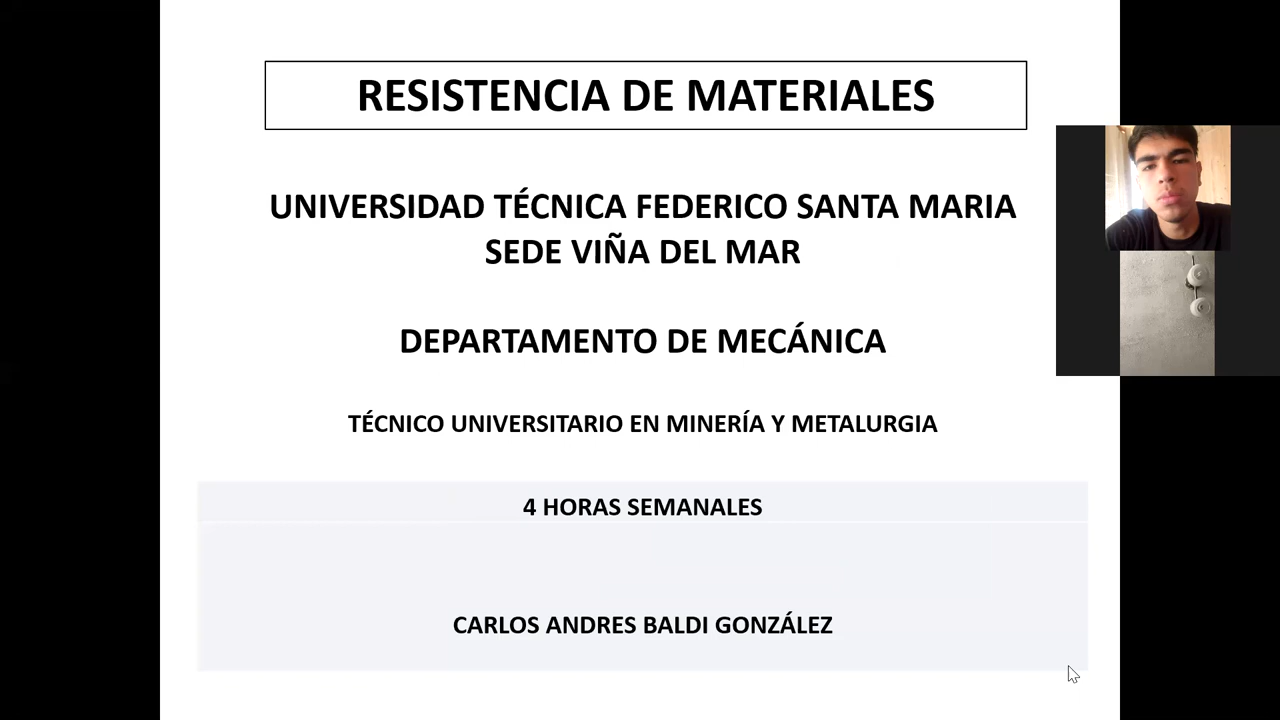 RESISTENCIA DE MATERIALES
UNIVERSIDAD TÉCNICA FEDERICO SANTA MARIA
SEDE VIÑA DEL MAR
DEPARTAMENTO DE MECÁNICA
TÉCNICO UNIVERSITARIO EN MINERÍA Y METALURGIA
4 HORAS SEMANALES
CARLOS ANDRES BALDI GONZÁLEZ